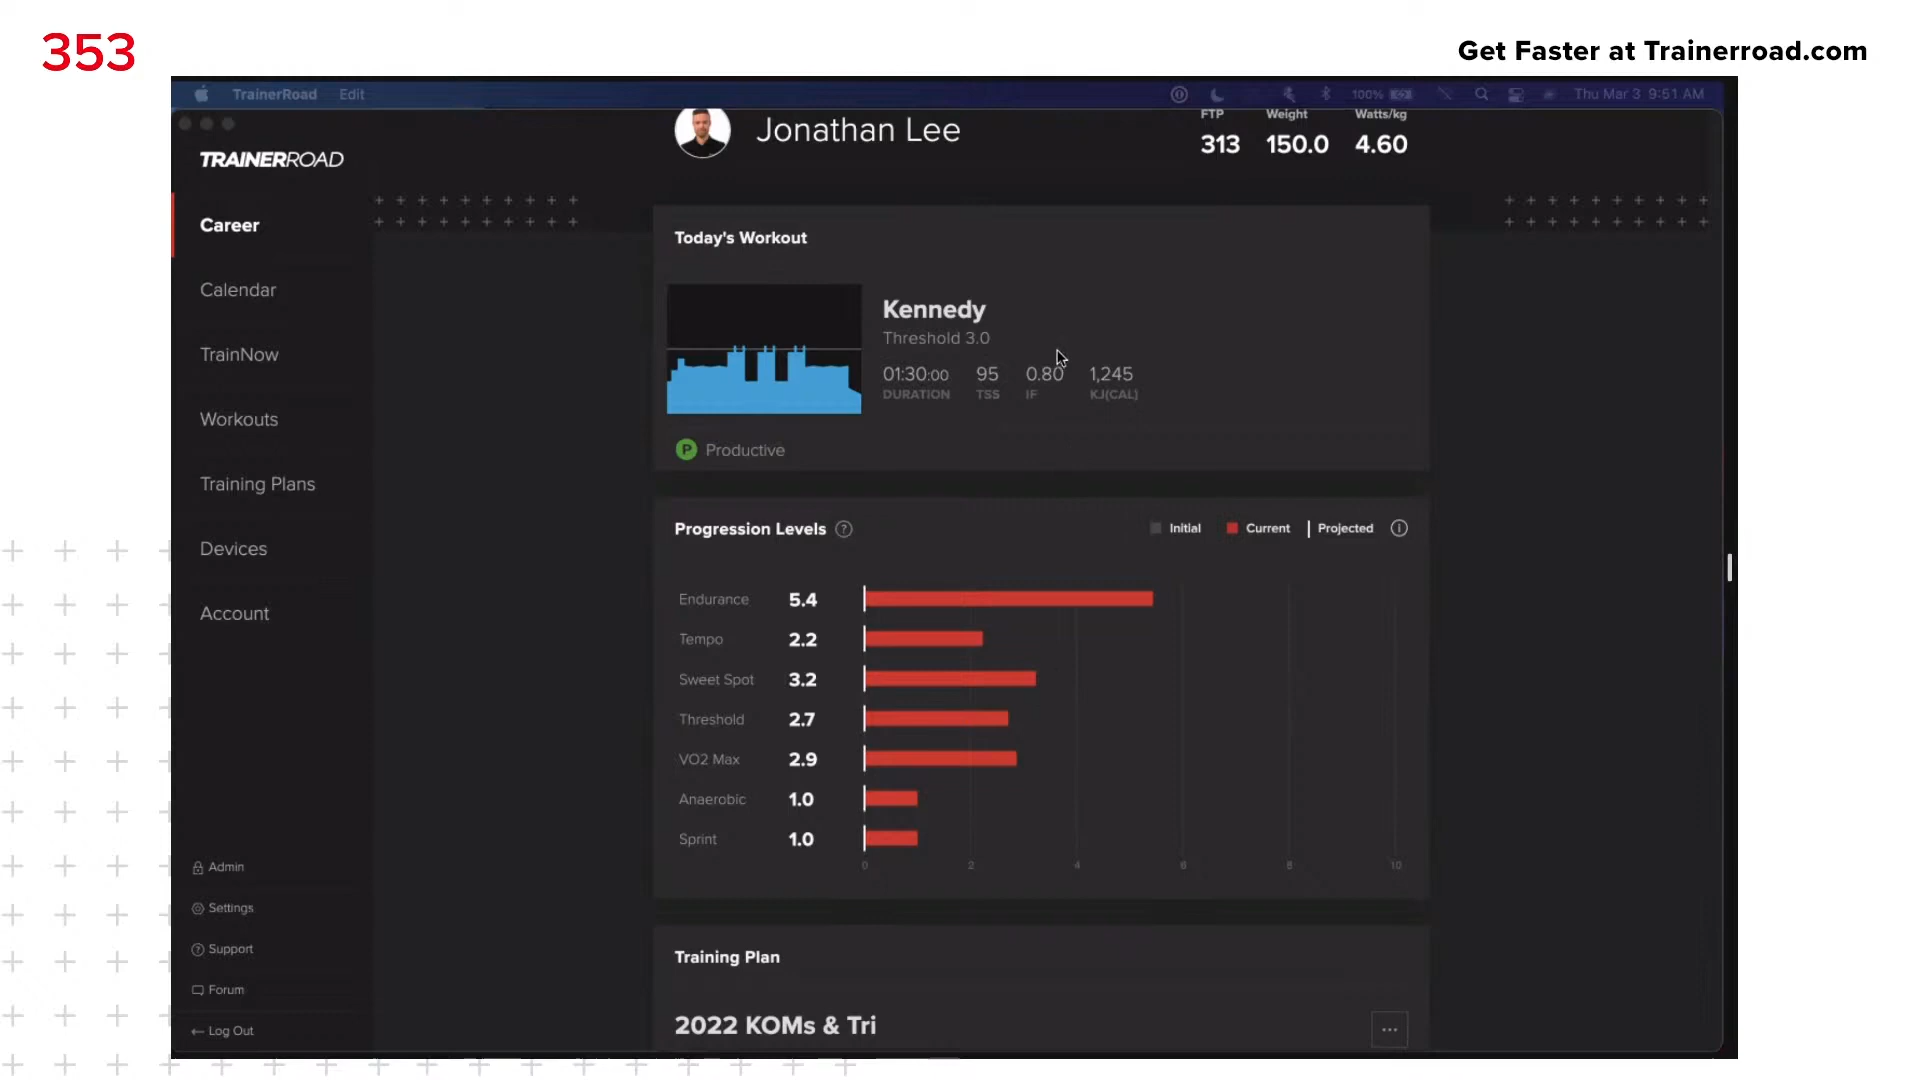 353
Get Faster at Trainerroad.com
TrainerRoad Edit
100%
Thu Mar 3 9:51 AM
TRAINERROAD
Career
Calendar
TrainNow
Workouts
Training Plans
Devices
Account
Admin
Settings
Support
Forum
Log Out
Jonathan Lee
FTP Weight Watts/kg
313 150.0 4.60
Today's Workout
Kennedy
Threshold 3.0
01:30:00 95 0.80 1,245
DURATION TSS IF KJ(CAL)
P Productive
Progression Levels ?
Initial Current Projected i
Endurance 5.4
Tempo 2.2
Sweet Spot 3.2
Threshold 2.7
VO2 Max 2.9
Anaerobic 1.0
Sprint 1.0
0 2 4 6 8 10
Training Plan
2022 KOMs & Tri
...